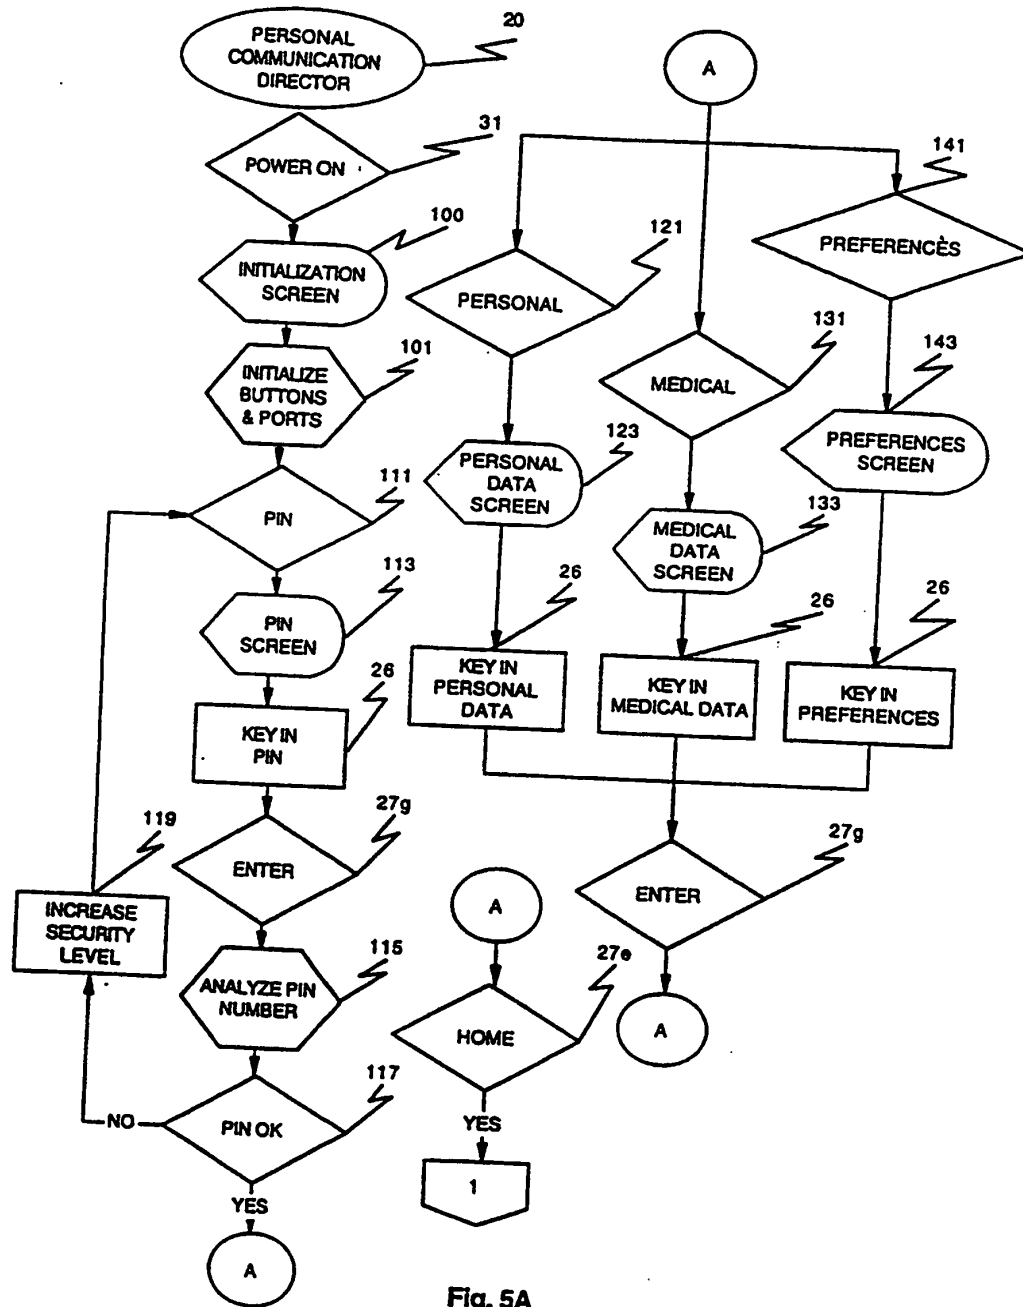 PERSONAL
COMMUNICATION
DIRECTOR
20
POWER ON
31
INITIALIZATION
SCREEN
100
INITIALIZE
BUTTONS
& PORTS
101
PIN
111
PIN
SCREEN
113
KEY IN
PIN
26
ENTER
27g
ANALYZE PIN
NUMBER
115
PIN OK
117
NO
INCREASE
SECURITY
LEVEL
119
YES
A
A
PERSONAL
121
PERSONAL
DATA
SCREEN
123
KEY IN
PERSONAL
DATA
26
MEDICAL
131
MEDICAL
DATA
SCREEN
133
KEY IN
MEDICAL DATA
26
PREFERENCES
141
PREFERENCES
SCREEN
143
KEY IN
PREFERENCES
26
ENTER
27g
A
A
HOME
27e
YES
1
Fig. 5A